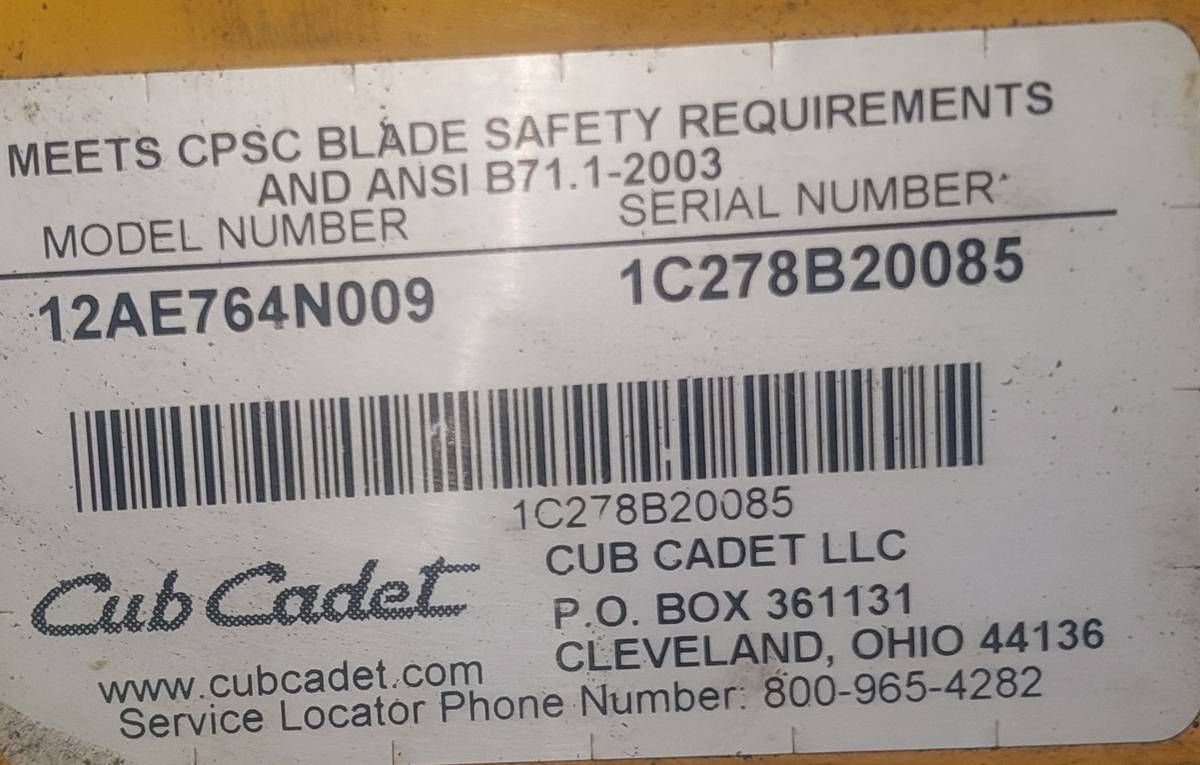 MEETS CPSC BLADE SAFETY REQUIREMENTS
AND ANSI B71.1-2003
MODEL NUMBER SERIAL NUMBER
12AE764N009 1C278B20085
1C278B20085
Cub Cadet
CUB CADET LLC
P.O. BOX 361131
CLEVELAND, OHIO 44136
www.cubcadet.com
Service Locator Phone Number: 800-965-4282